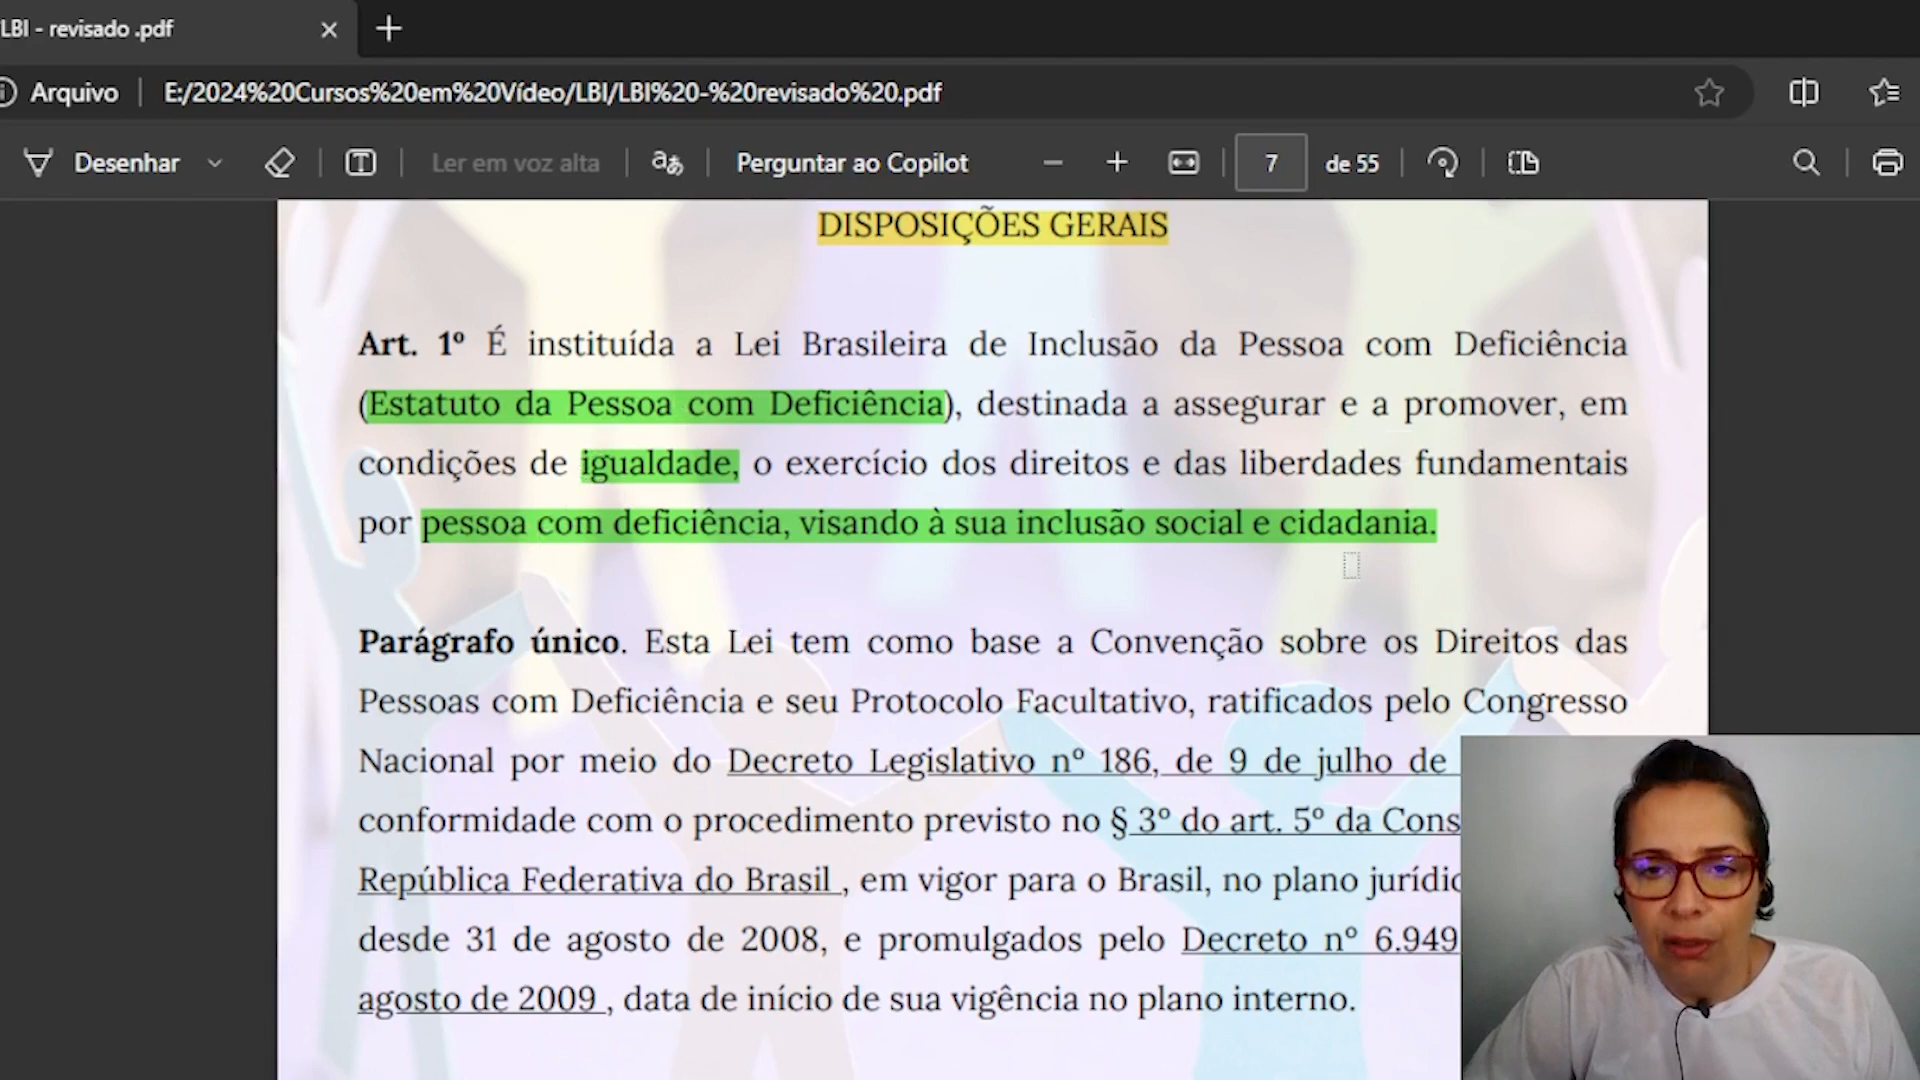 LBI - revisado .pdf
Arquivo
E:/2024%20Cursos%20em%20Vídeo/LBI/LBI%20-%20revisado%20.pdf
Desenhar
Ler em voz alta
aあ
Perguntar ao Copilot
7
de 55
DISPOSIÇÕES GERAIS
Art. 1º É instituída a Lei Brasileira de Inclusão da Pessoa com Deficiência
(Estatuto da Pessoa com Deficiência), destinada a assegurar e a promover, em
condições de igualdade, o exercício dos direitos e das liberdades fundamentais
por pessoa com deficiência, visando à sua inclusão social e cidadania.
Parágrafo único. Esta Lei tem como base a Convenção sobre os Direitos das
Pessoas com Deficiência e seu Protocolo Facultativo, ratificados pelo Congresso
Nacional por meio do Decreto Legislativo nº 186, de 9 de julho de
conformidade com o procedimento previsto no § 3º do art. 5º da Cons
República Federativa do Brasil , em vigor para o Brasil, no plano jurídic
desde 31 de agosto de 2008, e promulgados pelo Decreto nº 6.949
agosto de 2009 , data de início de sua vigência no plano interno.